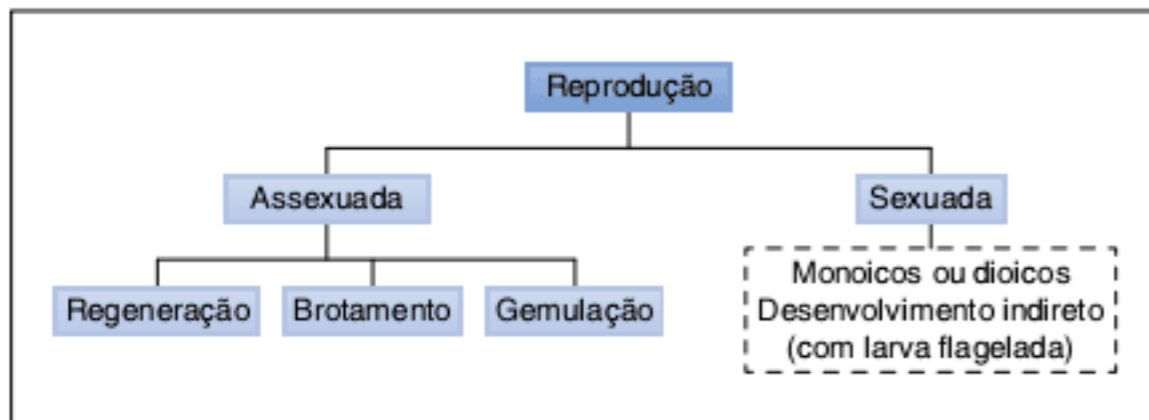 Reprodução
Assexuada
Sexuada
Regeneração
Brotamento
Gemulação
Monoicos ou dioicos
Desenvolvimento indireto
(com larva flagelada)